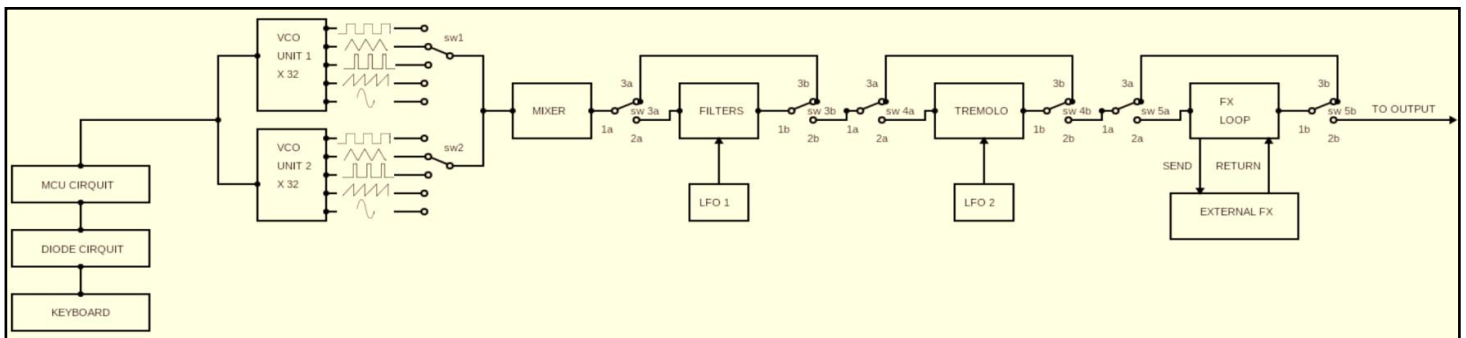 VCO
UNIT 1
X 32
sw1
MIXER
3a
1a
sw 3a
2a
FILTERS
3b
1b
sw 3b
2b
3a
1a
sw 4a
2a
TREMOLO
3b
1b
sw 4b
2b
3a
1a
sw 5a
2a
FX
LOOP
3b
1b
sw 5b
2b
TO OUTPUT
VCO
UNIT 2
X 32
sw2
LFO 1
LFO 2
SEND
RETURN
EXTERNAL FX
MCU CIRQUIT
DIODE CIRQUIT
KEYBOARD